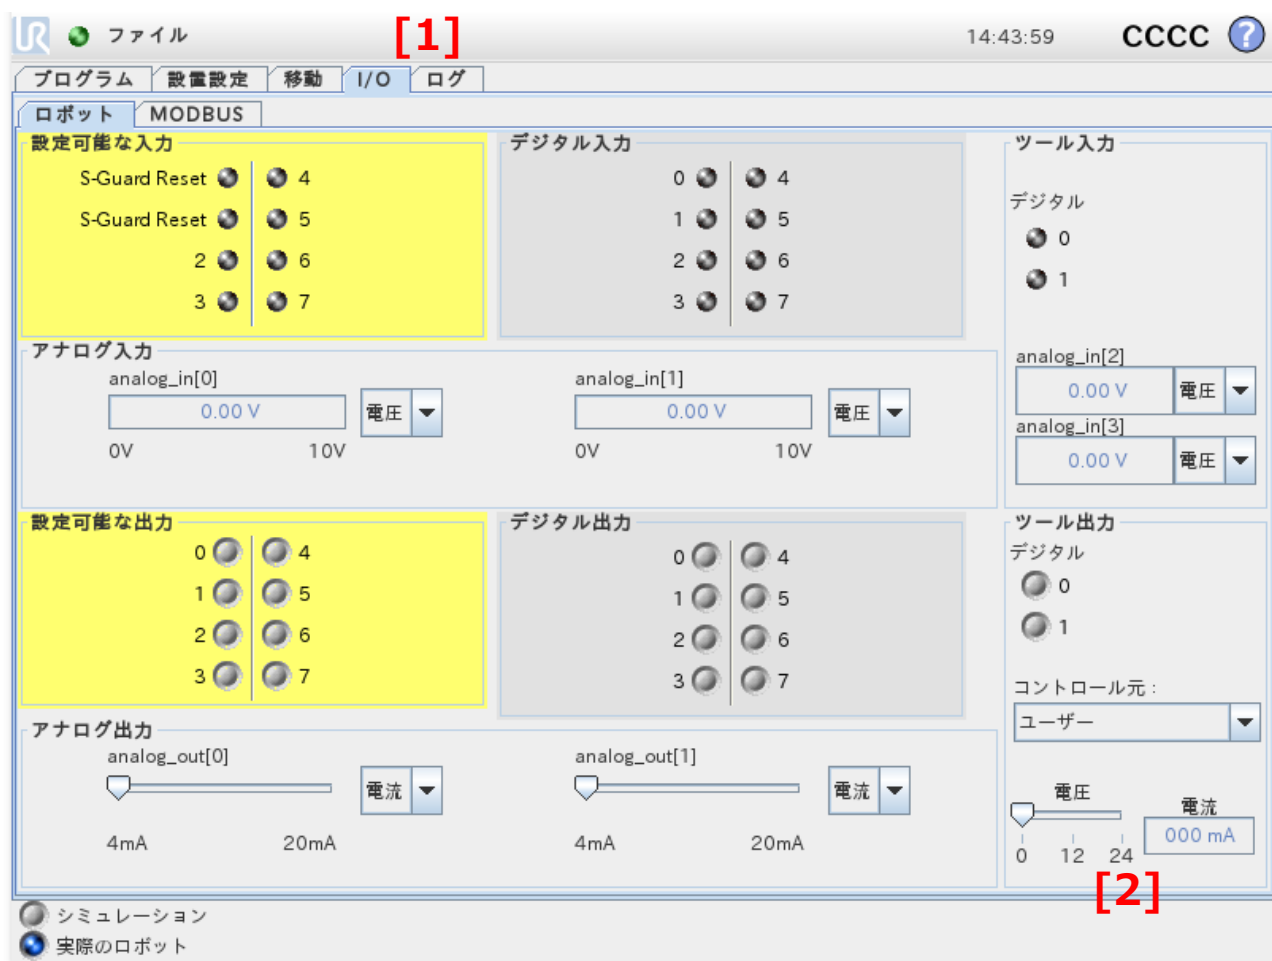 UR ファイル [1] 14:43:59 CCCC ?
プログラム 設置設定 移動 I/O ログ
ロボット MODBUS
設定可能な入力
S-Guard Reset 4
S-Guard Reset 5
2 6
3 7
デジタル入力
0 4
1 5
2 6
3 7
ツール入力
デジタル
0
1
analog_in[2]
0.00 V 電圧
analog_in[3]
0.00 V 電圧
アナログ入力
analog_in[0]
0.00 V 電圧
0V 10V
analog_in[1]
0.00 V 電圧
0V 10V
設定可能な出力
0 4
1 5
2 6
3 7
デジタル出力
0 4
1 5
2 6
3 7
ツール出力
デジタル
0
1
コントロール元 :
ユーザー
電圧
0 12 24
電流
000 mA
[2]
アナログ出力
analog_out[0]
電流
4mA 20mA
analog_out[1]
電流
4mA 20mA
シミュレーション
実際のロボット